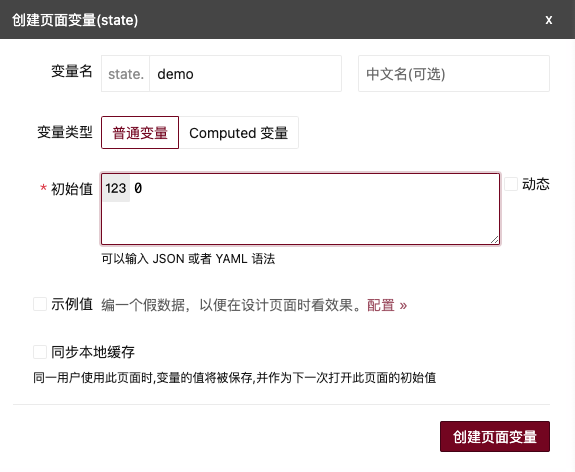 创建页面变量(state) x
变量名 state. demo 中文名(可选)
变量类型 普通变量 Computed 变量
* 初始值 123 0 动态
可以输入 JSON 或者 YAML 语法
示例值 编一个假数据，以便在设计页面时看效果。配置 »
同步本地缓存
同一用户使用此页面时,变量的值将被保存,并作为下一次打开此页面的初始值
创建页面变量